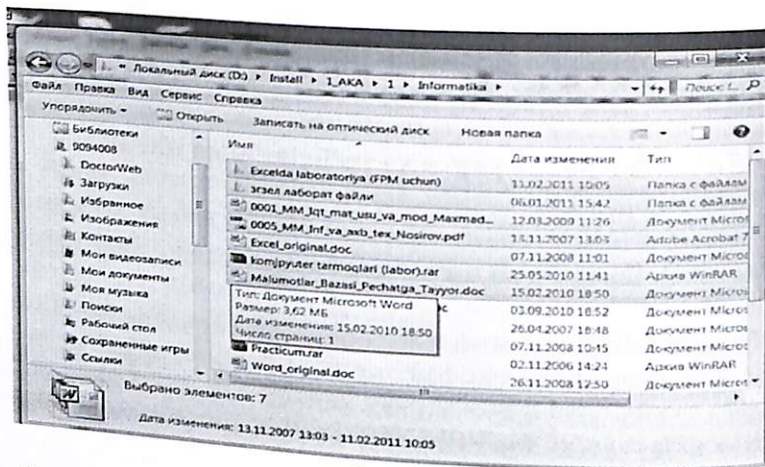 Локальный диск (D:) ▸ Install ▸ 1_AKA ▸ 1 ▸ Informatika ▸
Поиск:
Файл Правка Вид Сервис Справка
Упорядочить Открыть Записать на оптический диск Новая папка
Библиотеки
9094008
DoctorWeb
Загрузки
Избранное
Изображения
Контакты
Мои видеозаписи
Мои документы
Моя музыка
Поиски
Рабочий стол
Сохраненные игры
Ссылки
Имя Дата изменения Тип
Excelda laboratoriya (FPM uchun) 11.02.2011 10:05 Папка с файлам
эгзел лаборат файли 06.01.2011 15:42 Папка с файлам
0001_MM_Iqt_mat_usu_va_mod_Maxmad... 12.03.2009 11:26 Документ Micros
0005_MM_Inf_va_axb_tex_Nosirov.pdf 13.11.2007 13:03 Adobe Acrobat 7
Excel_original.doc 07.11.2008 11:01 Документ Micros
komjpyuter tarmoqlari (labor).rar 25.05.2010 11:41 Архив WinRAR
Malumotlar_Bazasi_Pechatga_Tayyor.doc 15.02.2010 18:50 Документ Micros
03.09.2010 18:52 Документ Micros
26.04.2007 18:48 Документ Micros
07.11.2008 10:45 Документ Micros
Practicum.rar 02.11.2006 14:24 Архив WinRAR
Word_original.doc 26.11.2008 12:50 Документ Micros
Тип: Документ Microsoft Word
Размер: 3,62 МБ
Дата изменения: 15.02.2010 18:50
Число страниц: 1
Выбрано элементов: 7
Дата изменения: 13.11.2007 13:03 - 11.02.2011 10:05